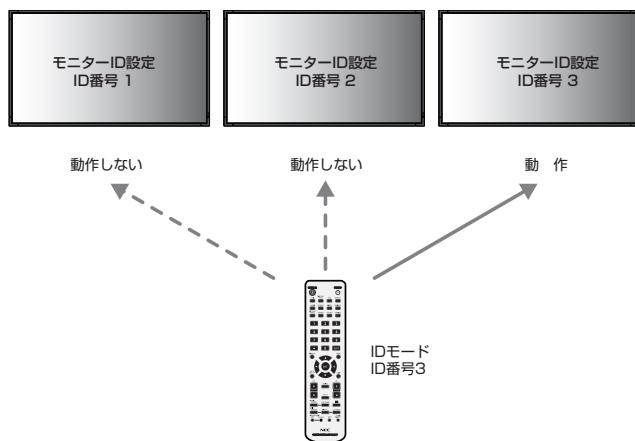 モニターID設定
ID番号 1
モニターID設定
ID番号 2
モニターID設定
ID番号 3
動作しない
動作しない
動　作
IDモード
ID番号3
NEC